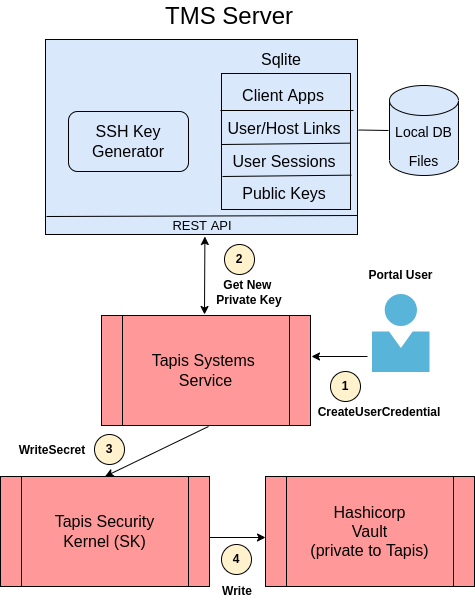 TMS Server
Sqlite
Client Apps
User/Host Links
User Sessions
Public Keys
SSH Key
Generator
REST API
Local DB
Files
2
Get New
Private Key
Portal User
1
CreateUserCredential
Tapis Systems
Service
WriteSecret
3
Tapis Security
Kernel (SK)
4
Write
Hashicorp
Vault
(private to Tapis)